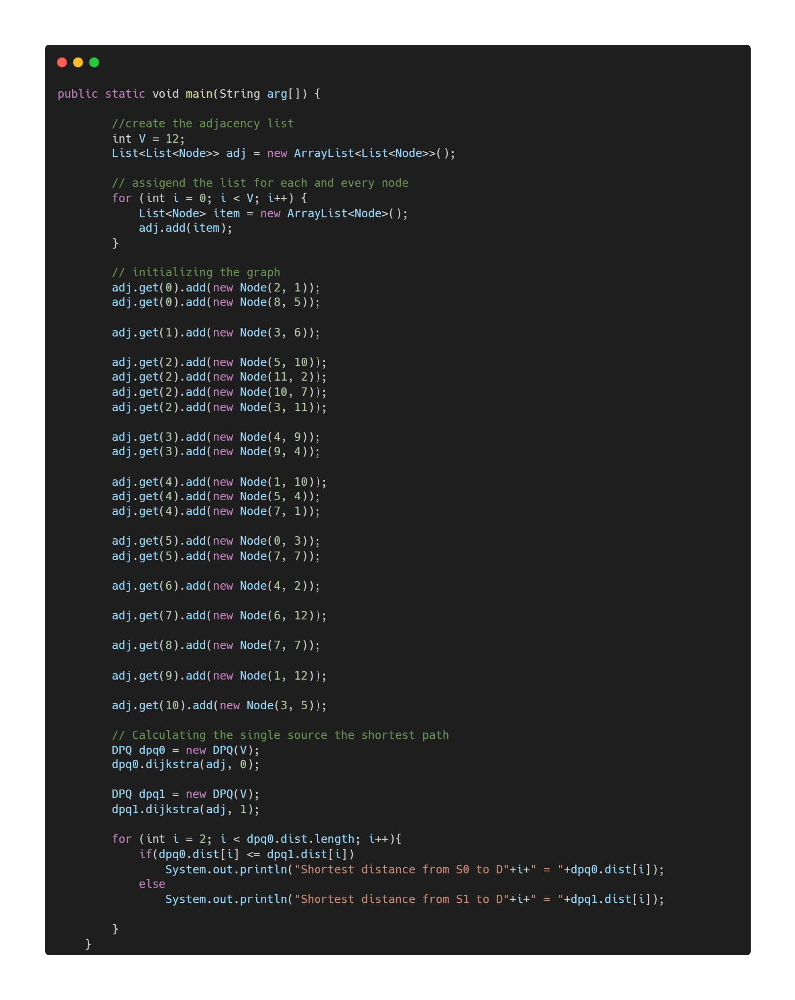 public static void main(String arg[]) {
//create the adjacency list
int V = 12;
List<List<Node>> adj = new ArrayList<List<Node>>();
// assigend the list for each and every node
for (int i = 0; i < V; i++) {
List<Node> item = new ArrayList<Node>();
adj.add(item);
}
// initializing the graph
adj.get(0).add(new Node(2, 1));
adj.get(0).add(new Node(8, 5));
adj.get(1).add(new Node(3, 6));
adj.get(2).add(new Node(5, 10));
adj.get(2).add(new Node(11, 2));
adj.get(2).add(new Node(10, 7));
adj.get(2).add(new Node(3, 11));
adj.get(3).add(new Node(4, 9));
adj.get(3).add(new Node(9, 4));
adj.get(4).add(new Node(1, 10));
adj.get(4).add(new Node(5, 4));
adj.get(4).add(new Node(7, 1));
adj.get(5).add(new Node(0, 3));
adj.get(5).add(new Node(7, 7));
adj.get(6).add(new Node(4, 2));
adj.get(7).add(new Node(6, 12));
adj.get(8).add(new Node(7, 7));
adj.get(9).add(new Node(1, 12));
adj.get(10).add(new Node(3, 5));
// Calculating the single source the shortest path
DPQ dpq0 = new DPQ(V);
dpq0.dijkstra(adj, 0);
DPQ dpq1 = new DPQ(V);
dpq1.dijkstra(adj, 1);
for (int i = 2; i < dpq0.dist.length; i++){
if(dpq0.dist[i] <= dpq1.dist[i])
System.out.println("Shortest distance from S0 to D"+i+" = "+dpq0.dist[i]);
else
System.out.println("Shortest distance from S1 to D"+i+" = "+dpq1.dist[i]);
}
}